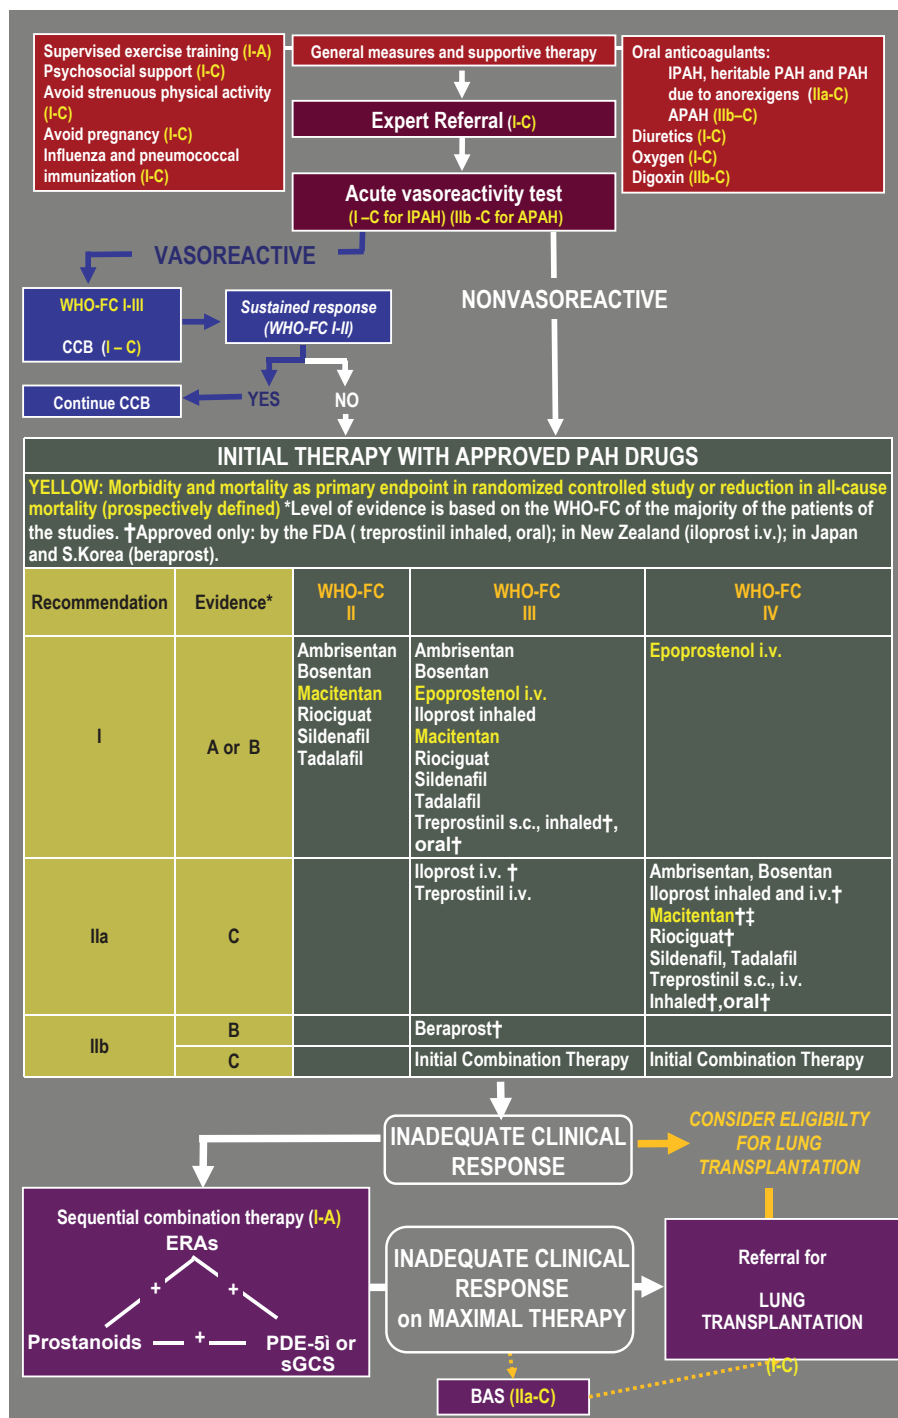 Supervised exercise training (I-A)
Psychosocial support (I-C)
Avoid strenuous physical activity
(I-C)
Avoid pregnancy (I-C)
Influenza and pneumococcal
immunization (I-C)
General measures and supportive therapy
Oral anticoagulants:
IPAH, heritable PAH and PAH
due to anorexigens (IIa-C)
APAH (IIb–C)
Diuretics (I-C)
Oxygen (I-C)
Digoxin (IIb-C)
Expert Referral (I-C)
Acute vasoreactivity test
(I –C for IPAH) (IIb -C for APAH)
VASOREACTIVE
NONVASOREACTIVE
WHO-FC I-III
CCB (I – C)
Sustained response
(WHO-FC I-II)
Continue CCB
YES
NO
INITIAL THERAPY WITH APPROVED PAH DRUGS
YELLOW: Morbidity and mortality as primary endpoint in randomized controlled study or reduction in all-cause
mortality (prospectively defined) *Level of evidence is based on the WHO-FC of the majority of the patients of
the studies. †Approved only: by the FDA ( treprostinil inhaled, oral); in New Zealand (iloprost i.v.); in Japan
and S.Korea (beraprost).
Recommendation
Evidence*
WHO-FC
II
WHO-FC
III
WHO-FC
IV
I
A or B
Ambrisentan
Bosentan
Macitentan
Riociguat
Sildenafil
Tadalafil
Ambrisentan
Bosentan
Epoprostenol i.v.
Iloprost inhaled
Macitentan
Riociguat
Sildenafil
Tadalafil
Treprostinil s.c., inhaled†,
oral†
Epoprostenol i.v.
IIa
C
Iloprost i.v. †
Treprostinil i.v.
Ambrisentan, Bosentan
Iloprost inhaled and i.v.†
Macitentan†‡
Riociguat†
Sildenafil, Tadalafil
Treprostinil s.c., i.v.
Inhaled†,oral†
IIb
B
Beraprost†
C
Initial Combination Therapy
Initial Combination Therapy
INADEQUATE CLINICAL
RESPONSE
CONSIDER ELIGIBILTY
FOR LUNG
TRANSPLANTATION
Sequential combination therapy (I-A)
ERAs
+
+
Prostanoids
+
PDE-5ì or
sGCS
INADEQUATE CLINICAL
RESPONSE
on MAXIMAL THERAPY
Referral for
LUNG
TRANSPLANTATION
(I-C)
BAS (IIa-C)